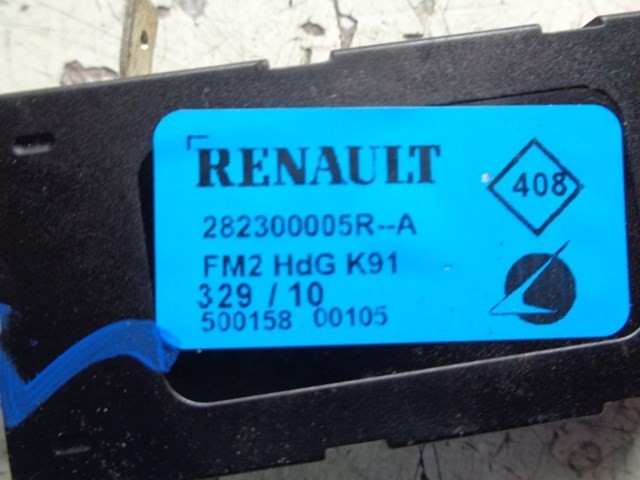 RENAULT
408
282300005R--A
FM2 HdG K91
329 / 10
500158 00105